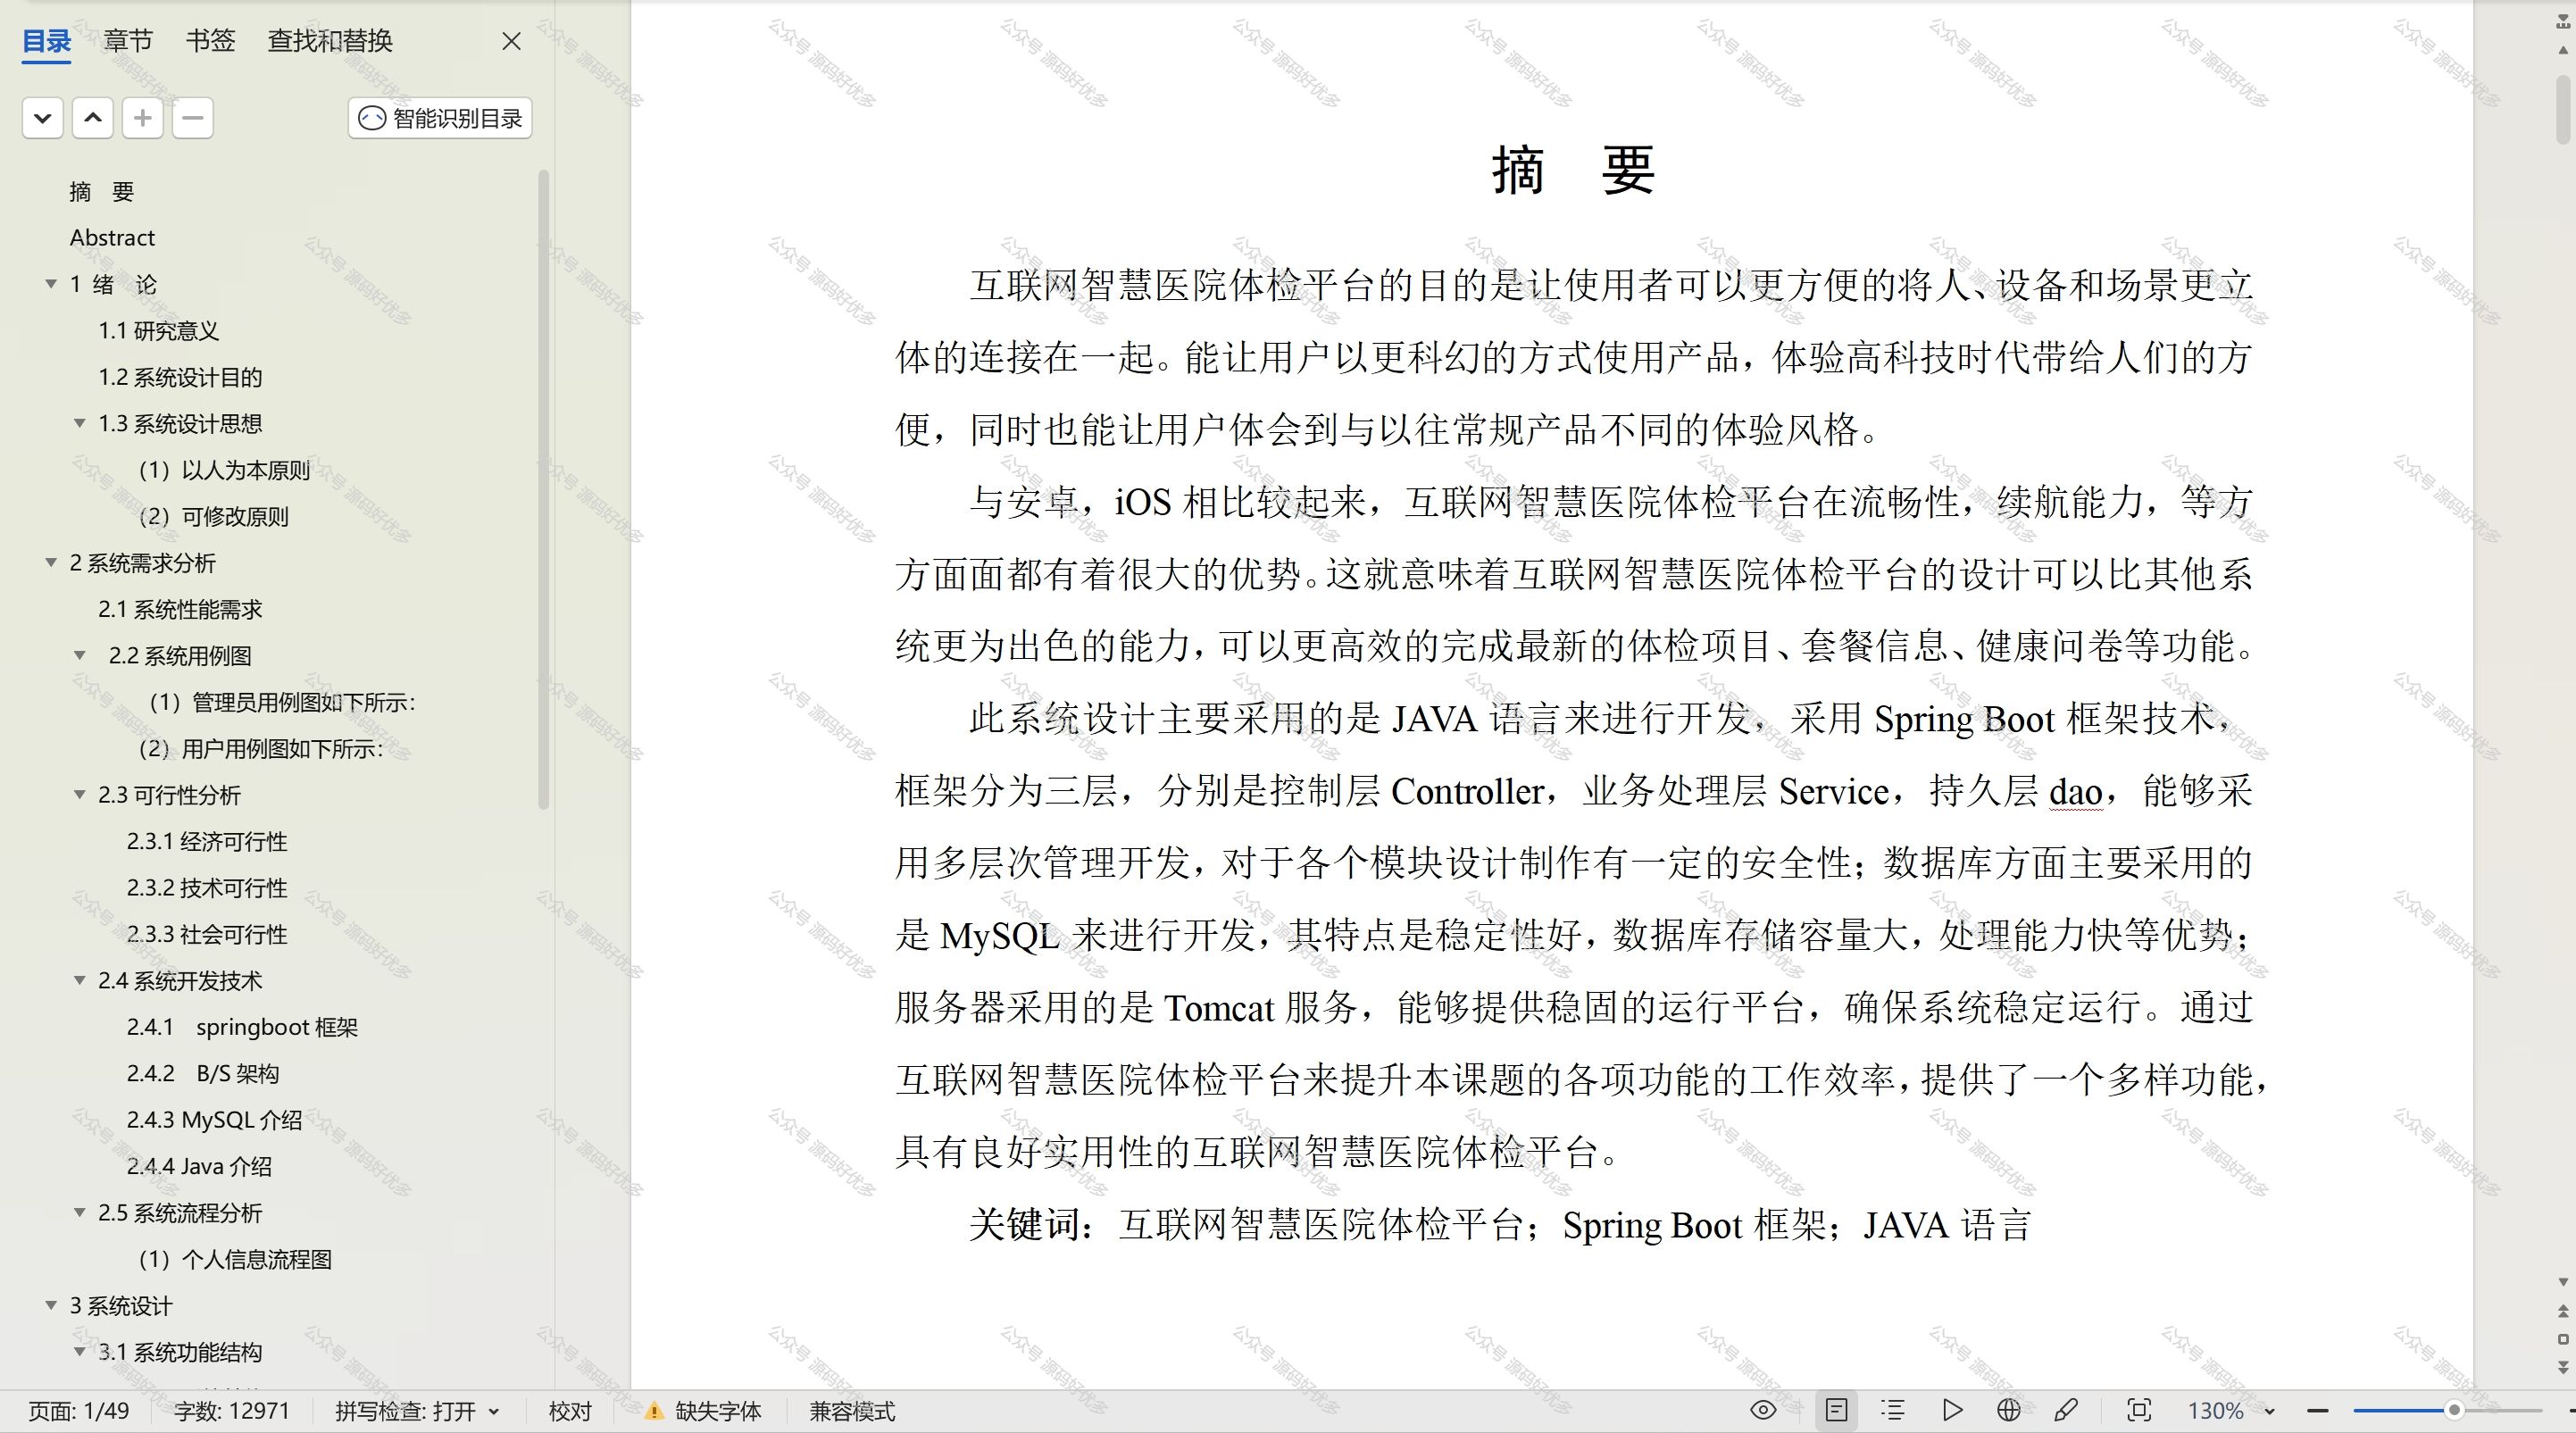 目录 章节 书签 查找和替换
智能识别目录
摘 要
Abstract
1 绪 论
1.1 研究意义
1.2 系统设计目的
1.3 系统设计思想
（1）以人为本原则
（2）可修改原则
2 系统需求分析
2.1 系统性能需求
2.2 系统用例图
（1）管理员用例图如下所示：
（2）用户用例图如下所示：
2.3 可行性分析
2.3.1 经济可行性
2.3.2 技术可行性
2.3.3 社会可行性
2.4 系统开发技术
2.4.1 springboot 框架
2.4.2 B/S 架构
2.4.3 MySQL 介绍
2.4.4 Java 介绍
2.5 系统流程分析
（1）个人信息流程图
3 系统设计
3.1 系统功能结构
摘 要
互联网智慧医院体检平台的目的是让使用者可以更方便的将人、设备和场景更立
体的连接在一起。能让用户以更科幻的方式使用产品，体验高科技时代带给人们的方
便，同时也能让用户体会到与以往常规产品不同的体验风格。
与安卓，iOS 相比较起来，互联网智慧医院体检平台在流畅性，续航能力，等方
方面面都有着很大的优势。这就意味着互联网智慧医院体检平台的设计可以比其他系
统更为出色的能力，可以更高效的完成最新的体检项目、套餐信息、健康问卷等功能。
此系统设计主要采用的是 JAVA 语言来进行开发，采用 Spring Boot 框架技术，
框架分为三层，分别是控制层 Controller，业务处理层 Service，持久层 dao，能够采
用多层次管理开发，对于各个模块设计制作有一定的安全性；数据库方面主要采用的
是 MySQL 来进行开发，其特点是稳定性好，数据库存储容量大，处理能力快等优势；
服务器采用的是 Tomcat 服务，能够提供稳固的运行平台，确保系统稳定运行。通过
互联网智慧医院体检平台来提升本课题的各项功能的工作效率，提供了一个多样功能，
具有良好实用性的互联网智慧医院体检平台。
关键词：互联网智慧医院体检平台；Spring Boot 框架；JAVA 语言
页面: 1/49 字数: 12971 拼写检查: 打开 校对 缺失字体 兼容模式 130%
公众号 源码好优多